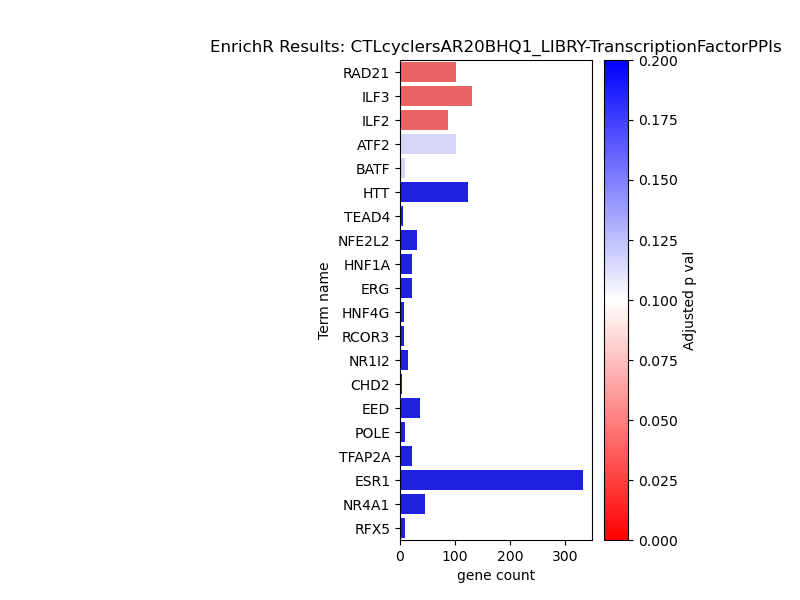 EnrichR Results: CTLcyclersAR20BHQ1_LIBRY-TranscriptionFactorPPIs
RAD21
ILF3
ILF2
ATF2
BATF
HTT
TEAD4
NFE2L2
HNF1A
ERG
HNF4G
RCOR3
NR1I2
CHD2
EED
POLE
TFAP2A
ESR1
NR4A1
RFX5
Term name
0 100 200 300
gene count
0.200
0.175
0.150
0.125
0.100
0.075
0.050
0.025
0.000
Adjusted p val